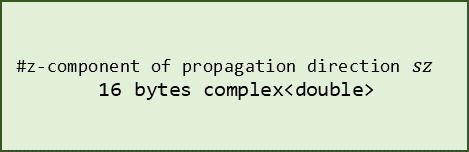 #z-component of propagation direction sz
16 bytes complex<double>